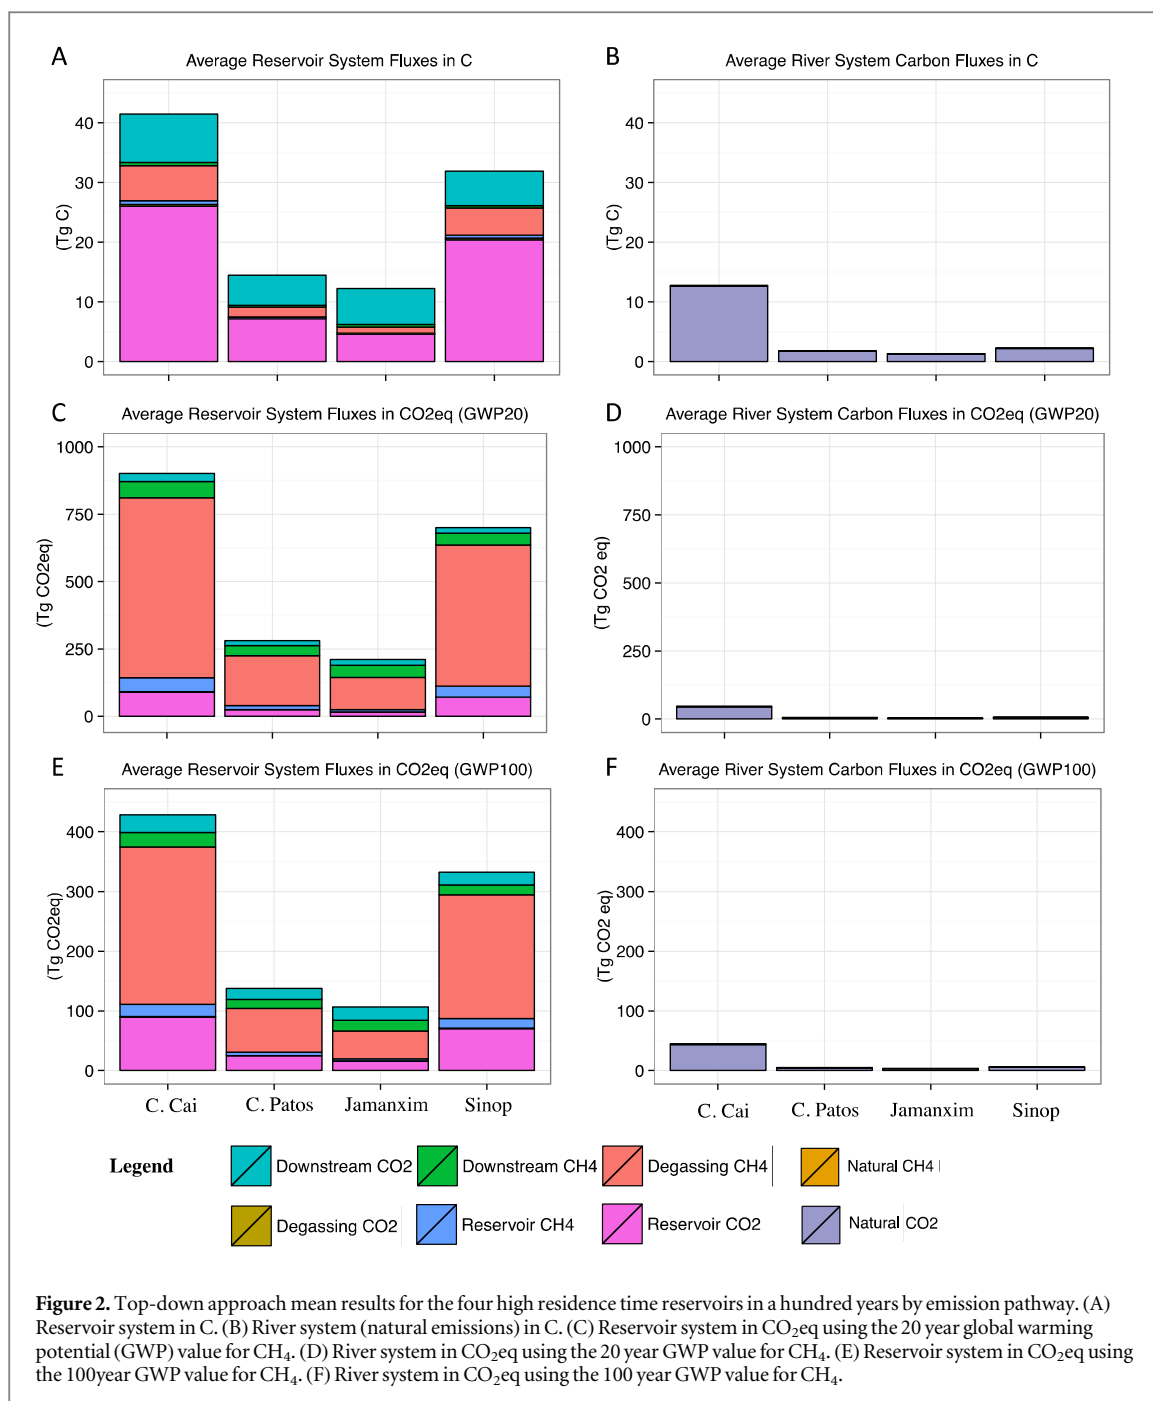 A
Average Reservoir System Fluxes in C
(Tg C)
40
30
20
10
0
B
Average River System Carbon Fluxes in C
(Tg C)
40
30
20
10
0
C
Average Reservoir System Fluxes in CO2eq (GWP20)
(Tg CO2eq)
1000
750
500
250
0
D
Average River System Carbon Fluxes in CO2eq (GWP20)
(Tg CO2 eq)
1000
750
500
250
0
E
Average Reservoir System Fluxes in CO2eq (GWP100)
(Tg CO2eq)
400
300
200
100
0
C. Cai C. Patos Jamanxim Sinop
F
Average River System Carbon Fluxes in CO2eq (GWP100)
(Tg CO2 eq)
400
300
200
100
0
C. Cai C. Patos Jamanxim Sinop
Legend
Downstream CO2 Downstream CH4 Degassing CH4 Natural CH4
Degassing CO2 Reservoir CH4 Reservoir CO2 Natural CO2
Figure 2. Top-down approach mean results for the four high residence time reservoirs in a hundred years by emission pathway. (A)
Reservoir system in C. (B) River system (natural emissions) in C. (C) Reservoir system in CO₂eq using the 20 year global warming
potential (GWP) value for CH₄. (D) River system in CO₂eq using the 20 year GWP value for CH₄. (E) Reservoir system in CO₂eq using
the 100year GWP value for CH₄. (F) River system in CO₂eq using the 100 year GWP value for CH₄.